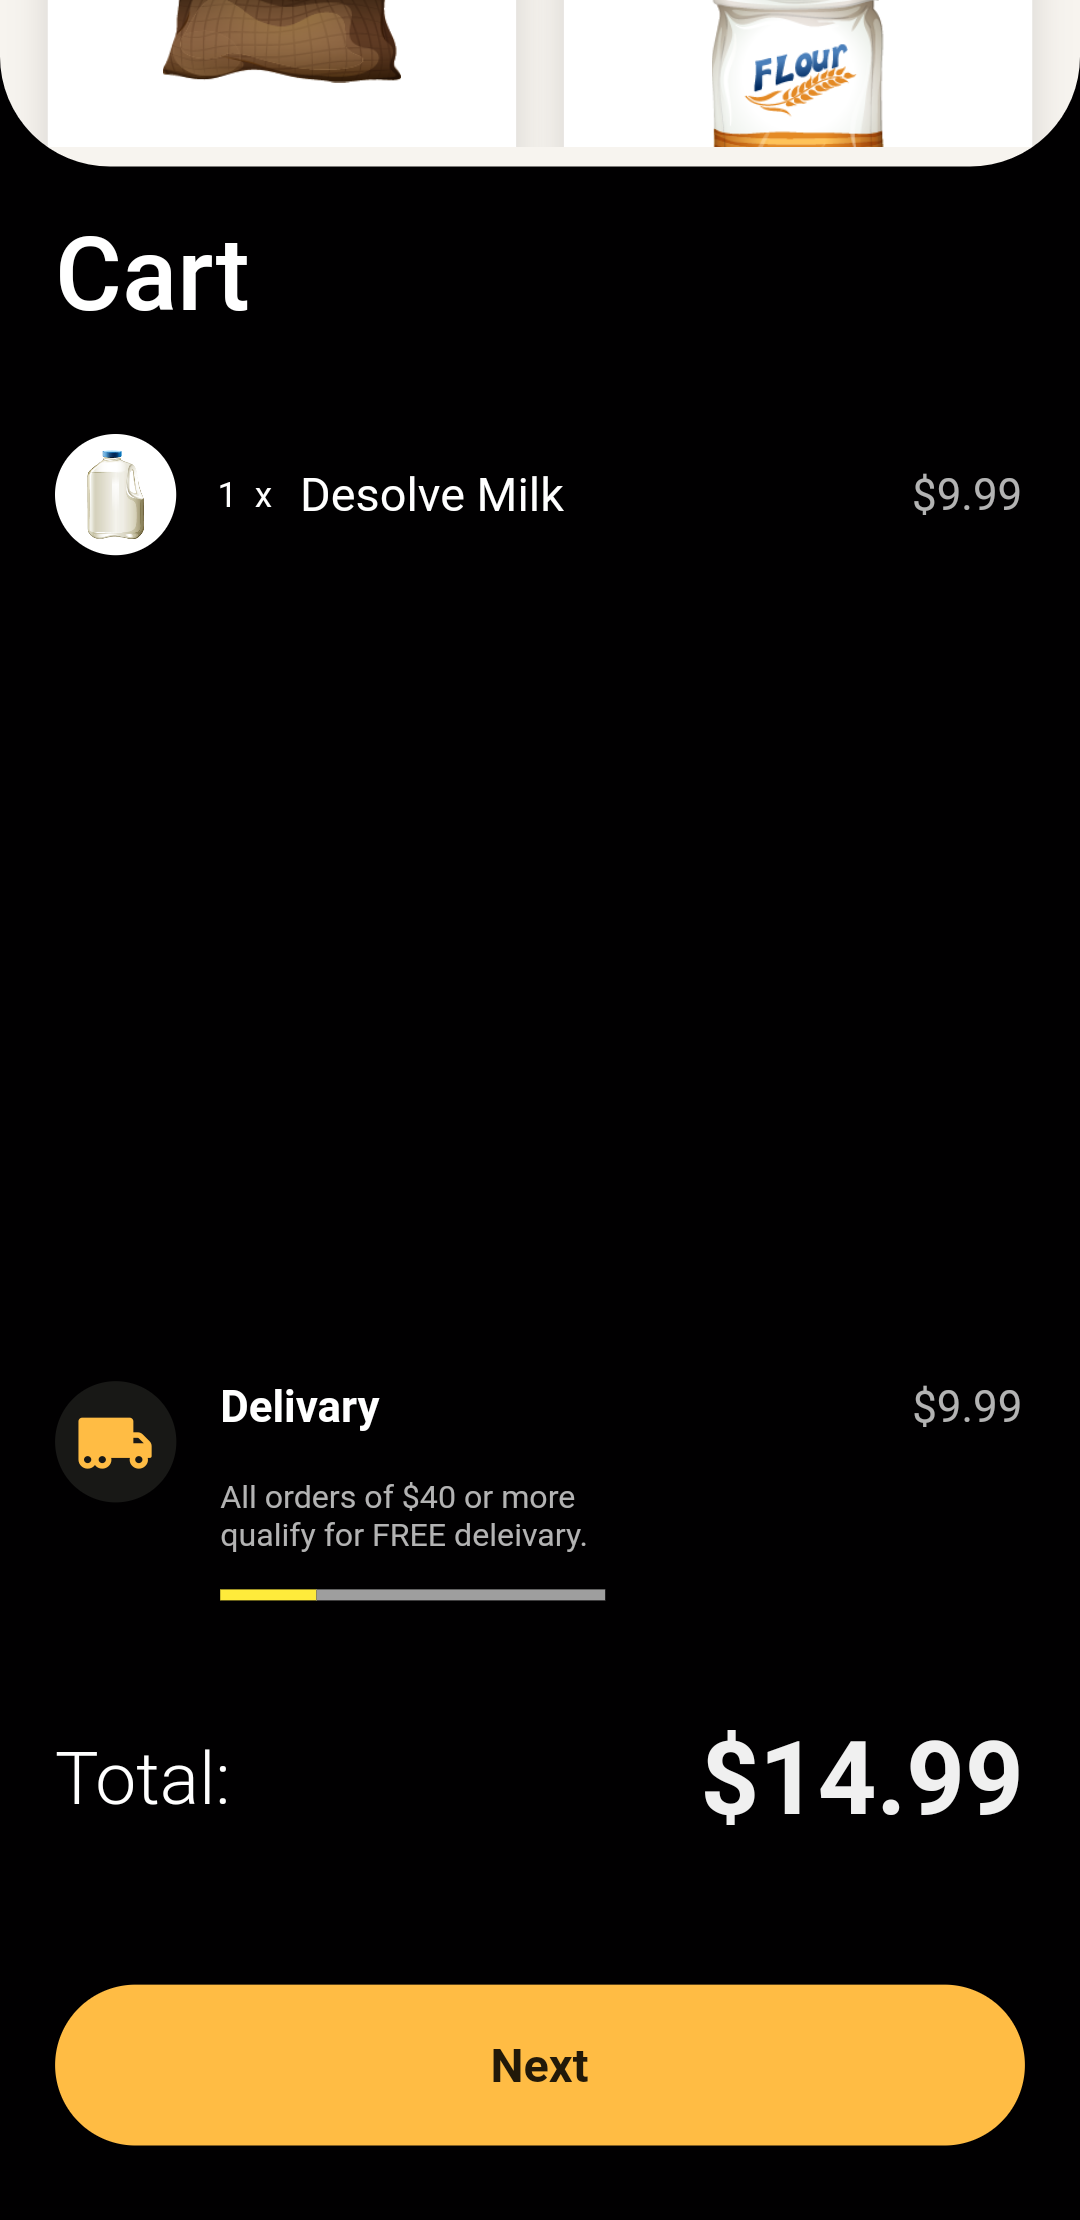 FLour
Cart
1 x Desolve Milk $9.99
Delivary $9.99
All orders of $40 or more
qualify for FREE deleivary.
Total: $14.99
Next